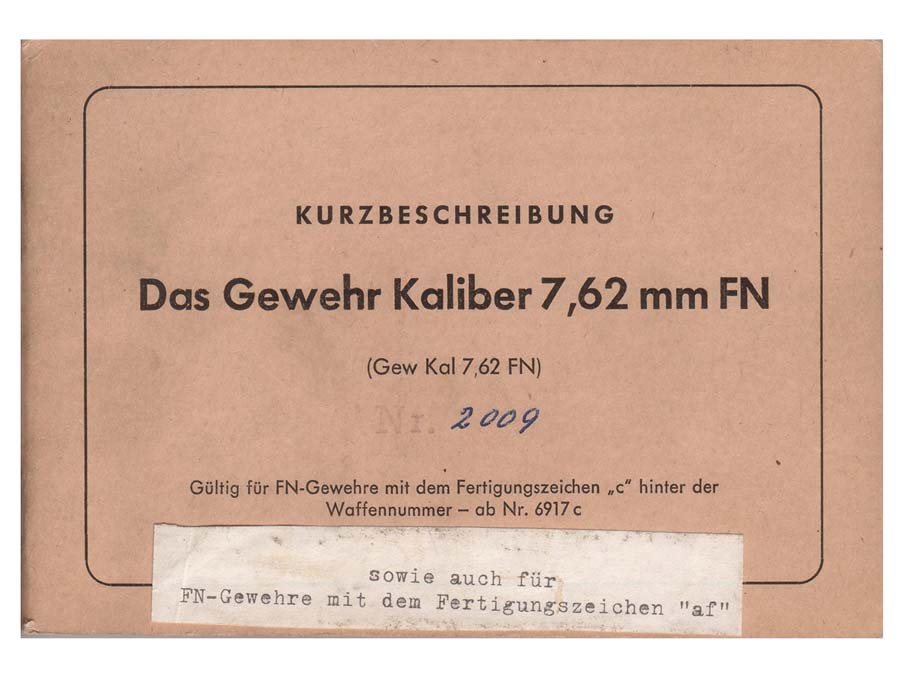 KURZBESCHREIBUNG
Das Gewehr Kaliber 7,62 mm FN
(Gew Kal 7,62 FN)
Nr. 2009
Gültig für FN-Gewehre mit dem Fertigungszeichen „c“ hinter der
Waffennummer – ab Nr. 6917 c
sowie auch für
FN-Gewehre mit dem Fertigungszeichen "af"